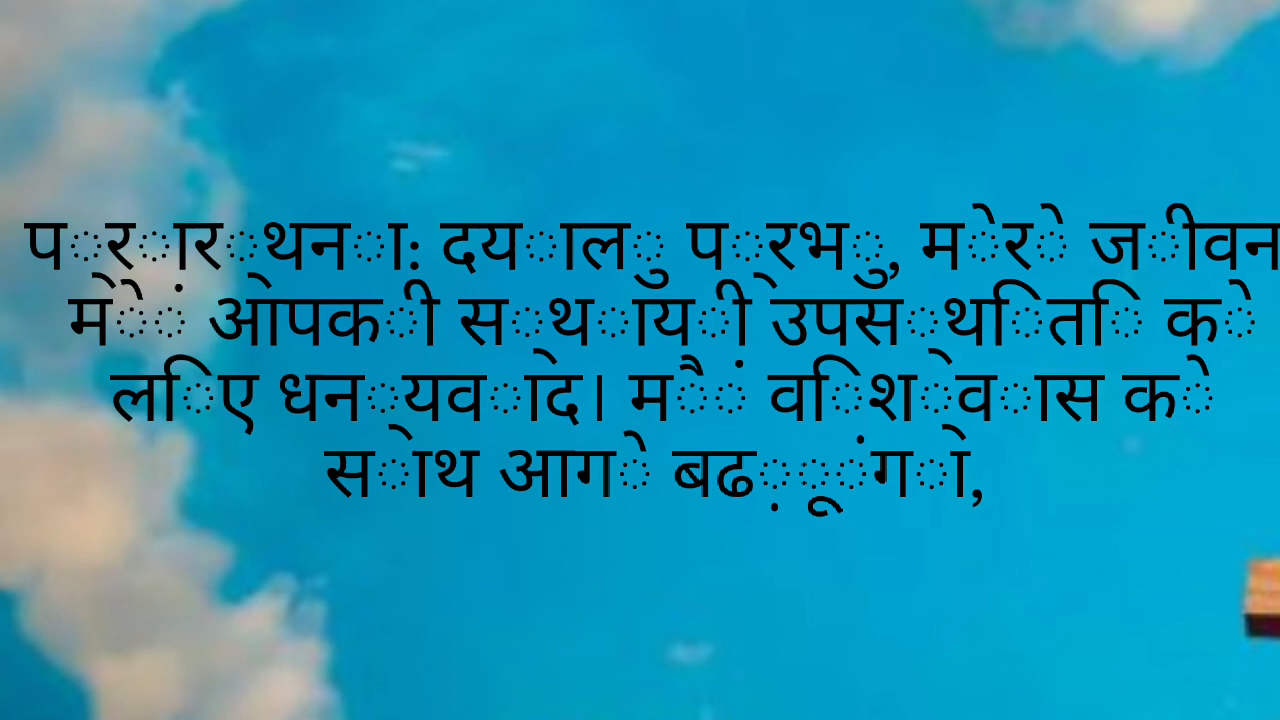 प्रार्थना: दयालु प्रभु, मेरे जीवन
में आपकी स्थायी उपस्थिति के
लिए धन्यवाद। मैं विश्वास के
साथ आगे बढ़ूंगा,